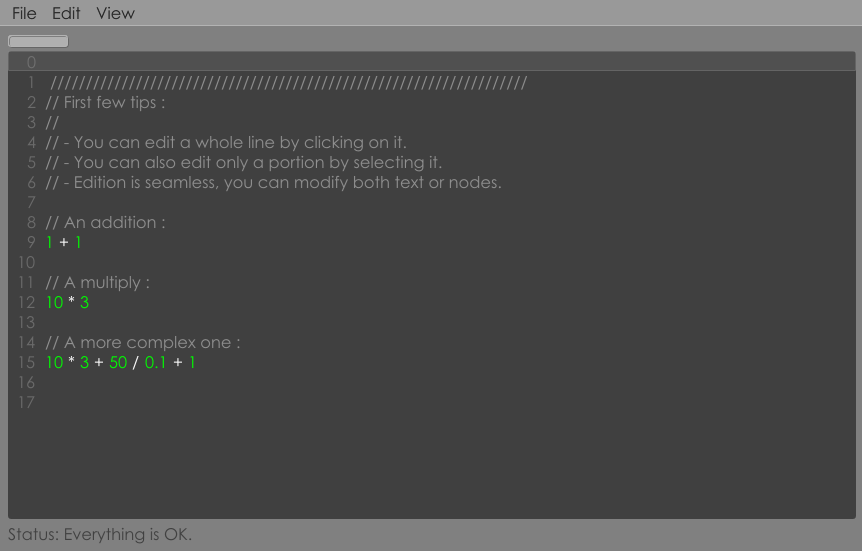 File Edit View
0
1 ////////////////////////////////////////////////////////////////////
2 // First few tips :
3 //
4 // - You can edit a whole line by clicking on it.
5 // - You can also edit only a portion by selecting it.
6 // - Edition is seamless, you can modify both text or nodes.
7
8 // An addition :
9 1 + 1
10
11 // A multiply :
12 10 * 3
13
14 // A more complex one :
15 10 * 3 + 50 / 0.1 + 1
16
17
Status: Everything is OK.